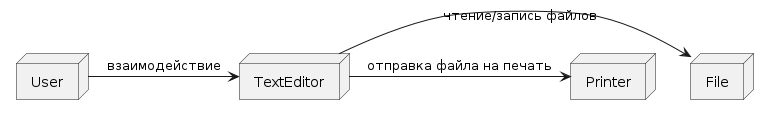 чтение/запись файлов
взаимодействие
отправка файла на печать
User
TextEditor
Printer
File